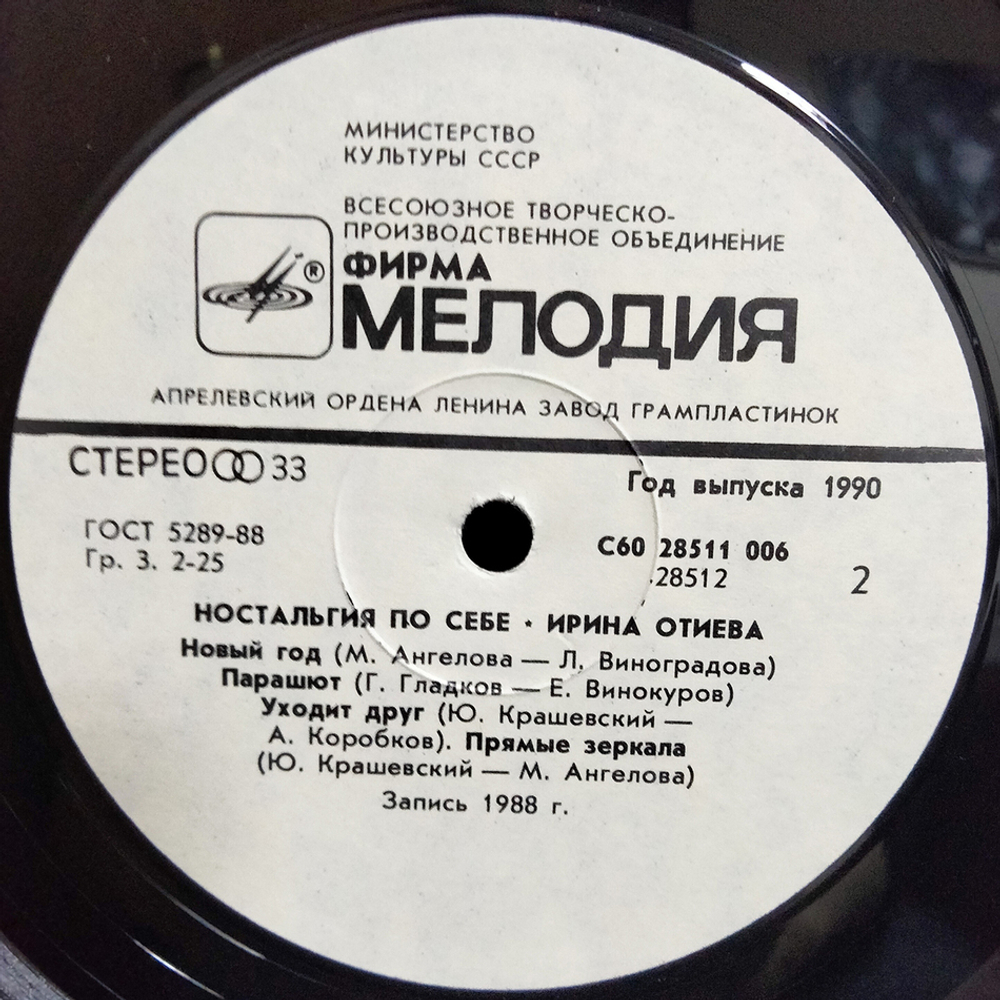 МИНИСТЕРСТВО
КУЛЬТУРЫ СССР
ВСЕСОЮЗНОЕ ТВОРЧЕСКО-
ПРОИЗВОДСТВЕННОЕ ОБЪЕДИНЕНИЕ
®
ФИРМА
МЕЛОДИЯ
АПРЕЛЕВСКИЙ ОРДЕНА ЛЕНИНА ЗАВОД ГРАМПЛАСТИНОК
СТЕРЕО 33
Год выпуска 1990
ГОСТ 5289-88
Гр. 3. 2-25
С60 28511 006
28512
2
НОСТАЛЬГИЯ ПО СЕБЕ • ИРИНА ОТИЕВА
Новый год (М. Ангелова — Л. Виноградова)
Парашют (Г. Гладков — Е. Винокуров)
Уходит друг (Ю. Крашевский —
А. Коробков). Прямые зеркала
(Ю. Крашевский — М. Ангелова)
Запись 1988 г.